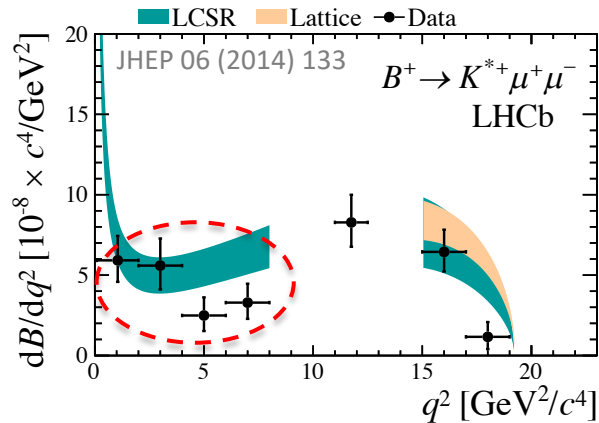 LCSR Lattice Data
JHEP 06 (2014) 133
B⁺ → K*⁺μ⁺μ⁻
LHCb
dB/dq² [10⁻⁸ × c⁴/GeV²]
20
15
10
5
0
0 5 10 15 20
q² [GeV²/c⁴]